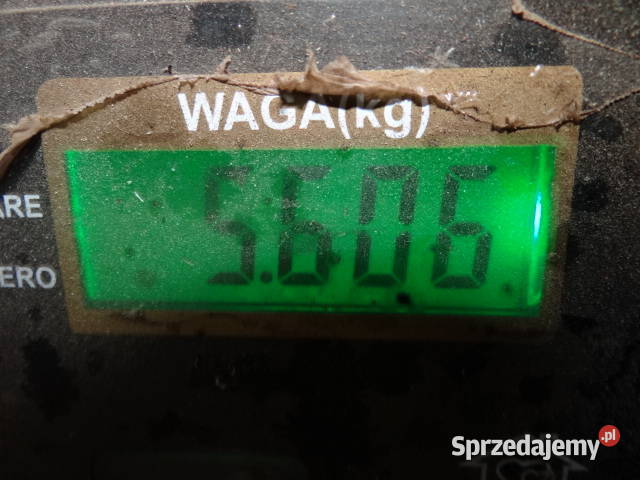 WAGA(kg)
5.606
ARE
ERO
Sprzedajemy.pl